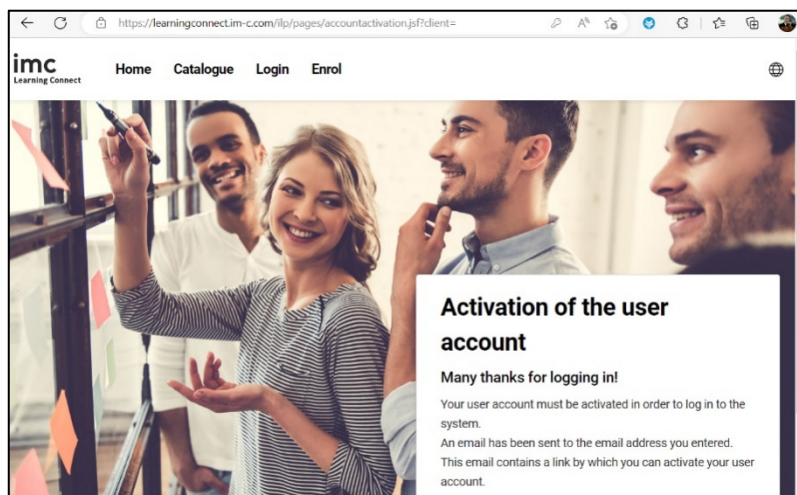 https://learningconnect.im-c.com/ilp/pages/accountactivation.jsf?client=
imc
Learning Connect
Home Catalogue Login Enrol
Activation of the user
account
Many thanks for logging in!
Your user account must be activated in order to log in to the
system.
An email has been sent to the email address you entered.
This email contains a link by which you can activate your user
account.